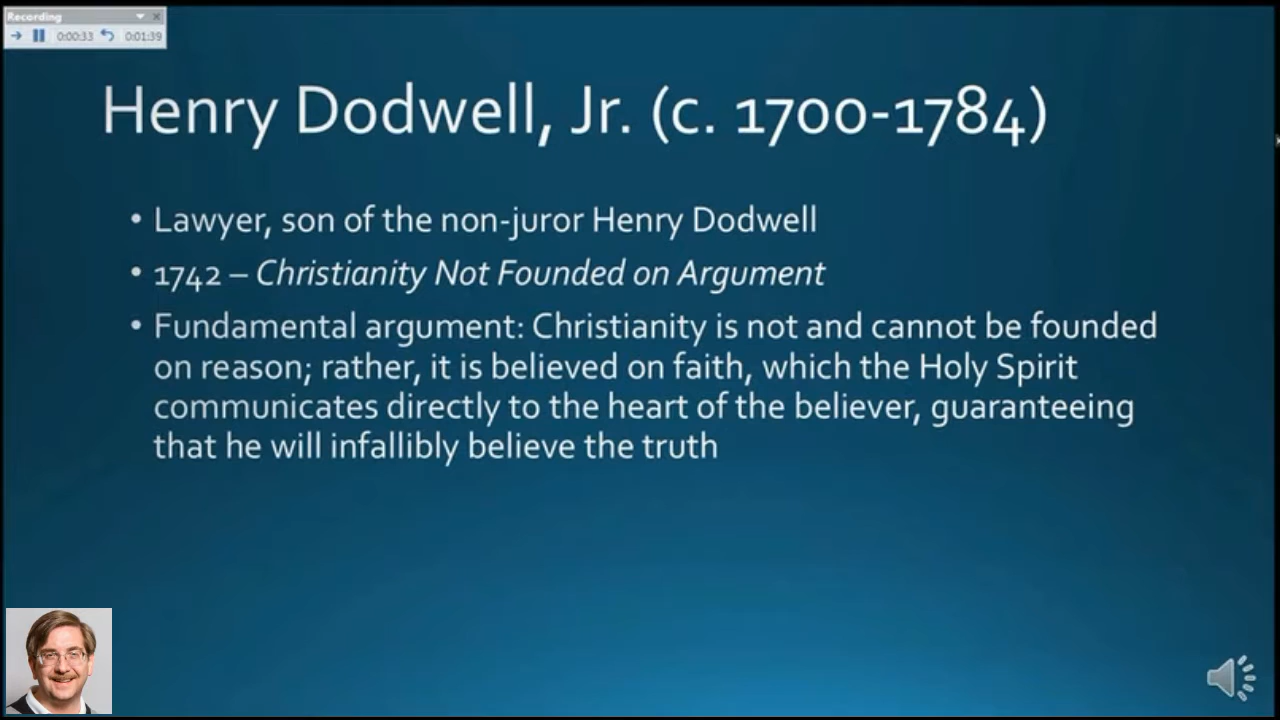 Recording
0:00:33 0:01:39
Henry Dodwell, Jr. (c. 1700-1784)
• Lawyer, son of the non-juror Henry Dodwell
• 1742 – Christianity Not Founded on Argument
• Fundamental argument: Christianity is not and cannot be founded
on reason; rather, it is believed on faith, which the Holy Spirit
communicates directly to the heart of the believer, guaranteeing
that he will infallibly believe the truth